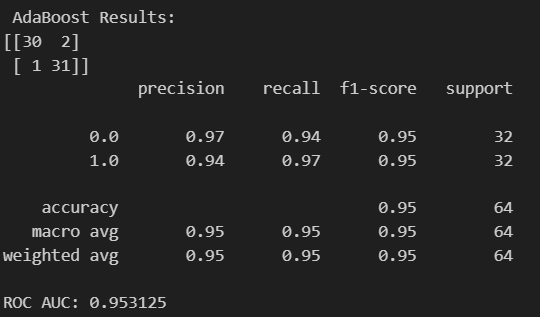 AdaBoost Results:
[[30  2]
 [ 1 31]]
              precision    recall  f1-score   support

         0.0       0.97      0.94      0.95        32
         1.0       0.94      0.97      0.95        32

    accuracy                           0.95        64
   macro avg       0.95      0.95      0.95        64
weighted avg       0.95      0.95      0.95        64

ROC AUC: 0.953125